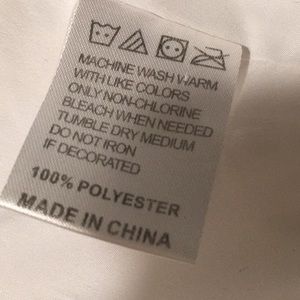 MACHINE WASH WARM
WITH LIKE COLORS
ONLY NON-CHLORINE
BLEACH WHEN NEEDED
TUMBLE DRY MEDIUM
DO NOT IRON
IF DECORATED
100% POLYESTER
MADE IN CHINA